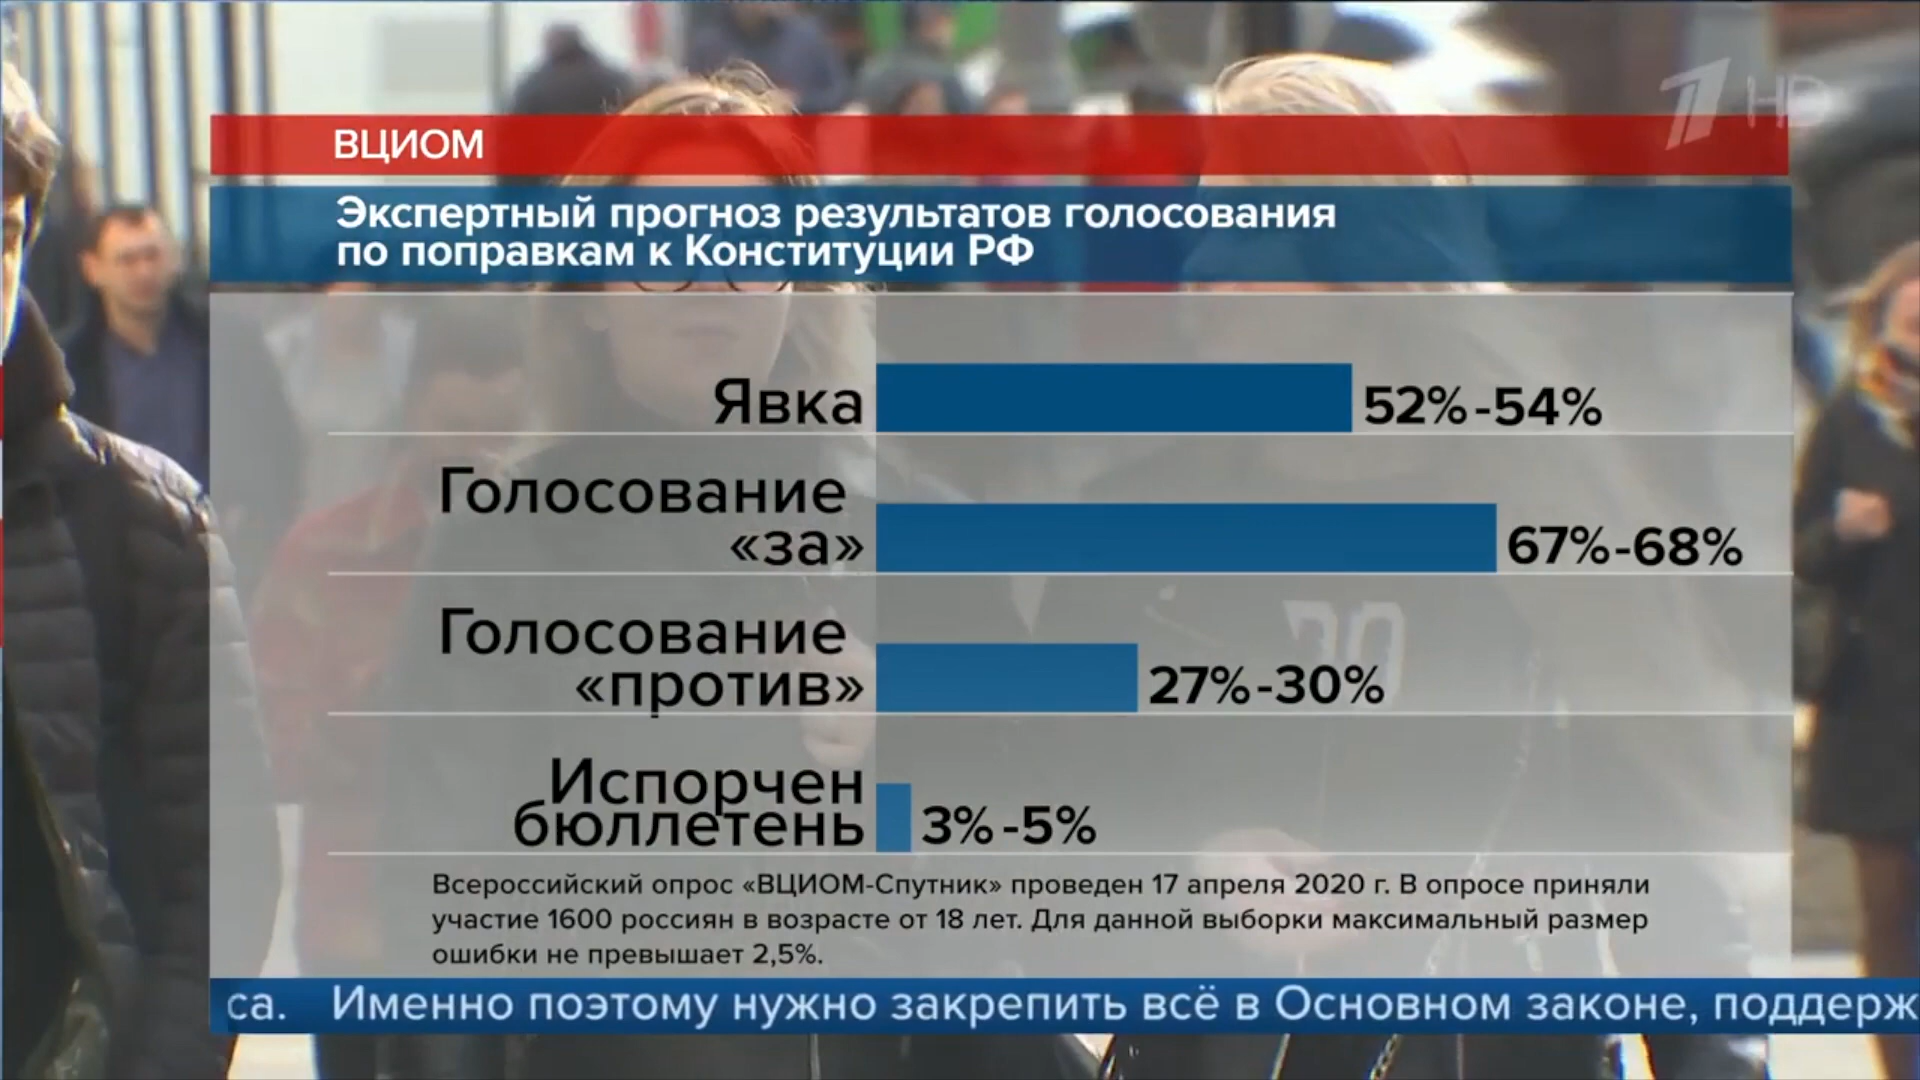 1 HD
ВЦИОМ
Экспертный прогноз результатов голосования
по поправкам к Конституции РФ
Явка 52%-54%
Голосование
«за» 67%-68%
Голосование
«против» 27%-30%
Испорчен
бюллетень 3%-5%
Всероссийский опрос «ВЦИОМ-Спутник» проведен 17 апреля 2020 г. В опросе приняли
участие 1600 россиян в возрасте от 18 лет. Для данной выборки максимальный размер
ошибки не превышает 2,5%.
са. Именно поэтому нужно закрепить всё в Основном законе, поддерж